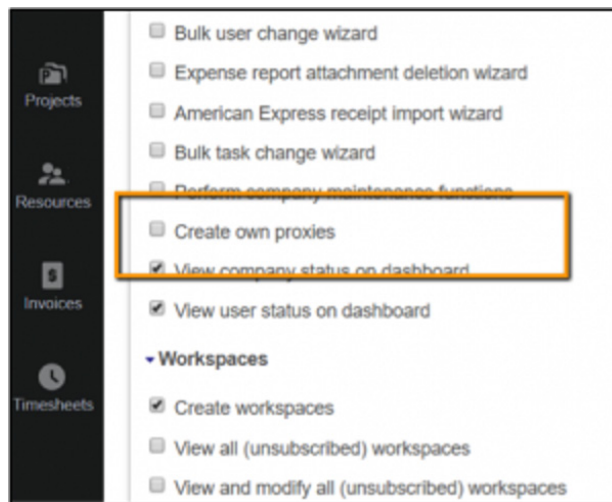 Bulk user change wizard
Expense report attachment deletion wizard
Projects
American Express receipt import wizard
Bulk task change wizard
Resources
Perform company maintenance functions
Create own proxies
View company status on dashboard
Invoices
View user status on dashboard
Workspaces
Timesheets
Create workspaces
View all (unsubscribed) workspaces
View and modify all (unsubscribed) workspaces